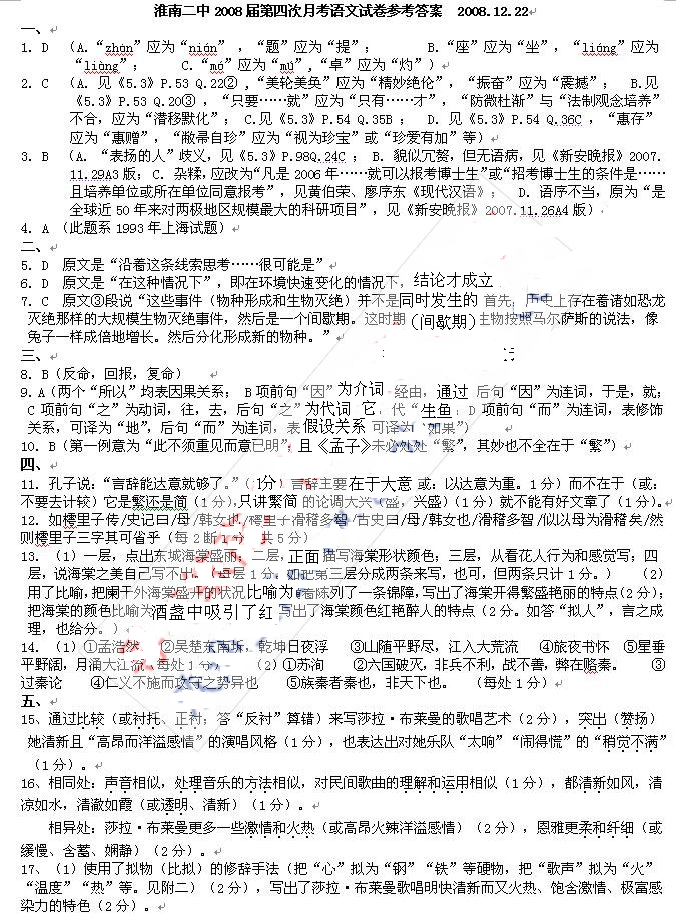 淮南二中2008届第四次月考语文试卷参考答案 2008.12.22
一、
1. D （A.“zhán”应为“nián”，“题”应为“提”； B.“座”应为“坐”，“liáng”应为
“liàng”； C.“mó”应为“mú”,“卓”应为“灼”）
2. C （A. 见《5.3》P.53 Q.22②,“美轮美奂”应为“精妙绝伦”，“振奋”应为“震撼”； B.见
《5.3》P.53 Q.20③，“只要……就”应为“只有……才”，“防微杜渐”与“法制观念培养”
不合，应为“潜移默化”； C.见《5.3》P.54 Q.35B； D. 见《5.3》P.54 Q.36C，“惠存”
应为“惠赠”，“敝帚自珍”应为“视为珍宝”或“珍爱有加”等）
3. B （A. “表扬的人”歧义，见《5.3》P.98Q.24C； B. 貌似冗赘，但无语病，见《新安晚报》2007.
11.29A3版； C. 杂糅，应改为“凡是2006年……就可以报考博士生”或“招考博士生的条件是……
且培养单位或所在单位同意报考”，见黄伯荣、廖序东《现代汉语》； D. 语序不当，原为“是
全球近50年来对两极地区规模最大的科研项目”，见《新安晚报》2007.11.26A4版）.
4. A （此题系1993年上海试题）
二、
5. D 原文是“沿着这条线索思考……很可能是”
6. D 原文是“在这种情况下”，即在环境快速变化的情况下，结论才成立
7. C 原文③段说“这些事件（物种形成和生物灭绝）并不是同时发生的 首先，历史上存在着诸如恐龙
灭绝那样的大规模生物灭绝事件，然后是一个间歇期。这时期（间歇期）主物按照马尔萨斯的说法，像
兔子一样成倍地增长。然后分化形成新的物种。”
三、
8. B（反命，回报，复命）
9. A（两个“所以”均表因果关系； B项前句“因”为介词 经由，通过 后句“因”为连词，于是，就；
C项前句“之”为动词，往，去，后句“之”为代词 它，代“生鱼； D项前句“而”为连词，表修饰
关系，可译为“地”，后句“而”为连词，表假设关系 可译为“如果”）
10. B（第一例意为“此不须重见而意已明”；且《孟子》未必处处“繁”，其妙也不全在于“繁”）
四、
11. 孔子说：“言辞能达意就够了。”（1分）言辞主要在于大意 或：以达意为重。1分）而不在于（或：
不要去计较）它是繁还是简（1分），只讲繁简的论调大兴（盛，兴盛）（1分）就不能有好文章了（1分）。
12. 如樗里子传/史记曰/母/韩女也/樗里子滑稽多智/古史曰/母/韩女也/滑稽多智/似以母为滑稽矣/然
则樗里子三字其可省乎（每2断1分 共5分）
13. （1）一层，点出东城海棠盛丽；二层，正面描写海棠形状颜色；三层，从看花人行为和感觉写；四
层，说海棠之美自己写不出。（每层1分。如把第三层分成两条来写，也可，但两条只计1分。） （2）
用了比喻，把阑干外海棠盛开的状况比喻为 陈列了一条锦障，写出了海棠开得繁盛艳丽的特点（2分）；
把海棠的颜色比喻为酒盏中吸引了红 写出了海棠颜色红艳醉人的特点（2分。如答“拟人”，言之成
理，也给分。）
14. （1）①孟浩然 ②吴楚东南坼，乾坤日夜浮 ③山随平野尽，江入大荒流 ④旅夜书怀 ⑤星垂
平野阔，月涌大江流。每处1分） （2）①苏洵 ②六国破灭，非兵不利，战不善，弊在赂秦。 ③
过秦论 ④仁义不施而攻守之势异也 ⑤族秦者秦也，非天下也。 （每处1分）
五、
15、通过比较（或衬托、正衬；答“反衬”算错）来写莎拉·布莱曼的歌唱艺术（2分），突出（赞扬）
她清新且“高昂而洋溢感情”的演唱风格（1分），也表达出对她乐队“太响”“闹得慌”的“稍觉不满”
（1分）。
16、相同处：声音相似，处理音乐的方法相似，对民间歌曲的理解和运用相似（1分），都清新如风，清
凉如水，清澈如霞（或透明、清新）（1分）。
相异处：莎拉·布莱曼更多一些激情和火热（或高昂火辣洋溢感情）（2分），恩雅更柔和纤细（或
缓慢、含蓄、娴静）（2分）。
17、（1）使用了拟物（比拟）的修辞手法（把“心”拟为“钢”“铁”等硬物，把“歌声”拟为“火”
“温度”“热”等。见附二）（2分），写出了莎拉·布莱曼歌唱明快清新而又火热、饱含激情、极富感
染力的特色（2分）。